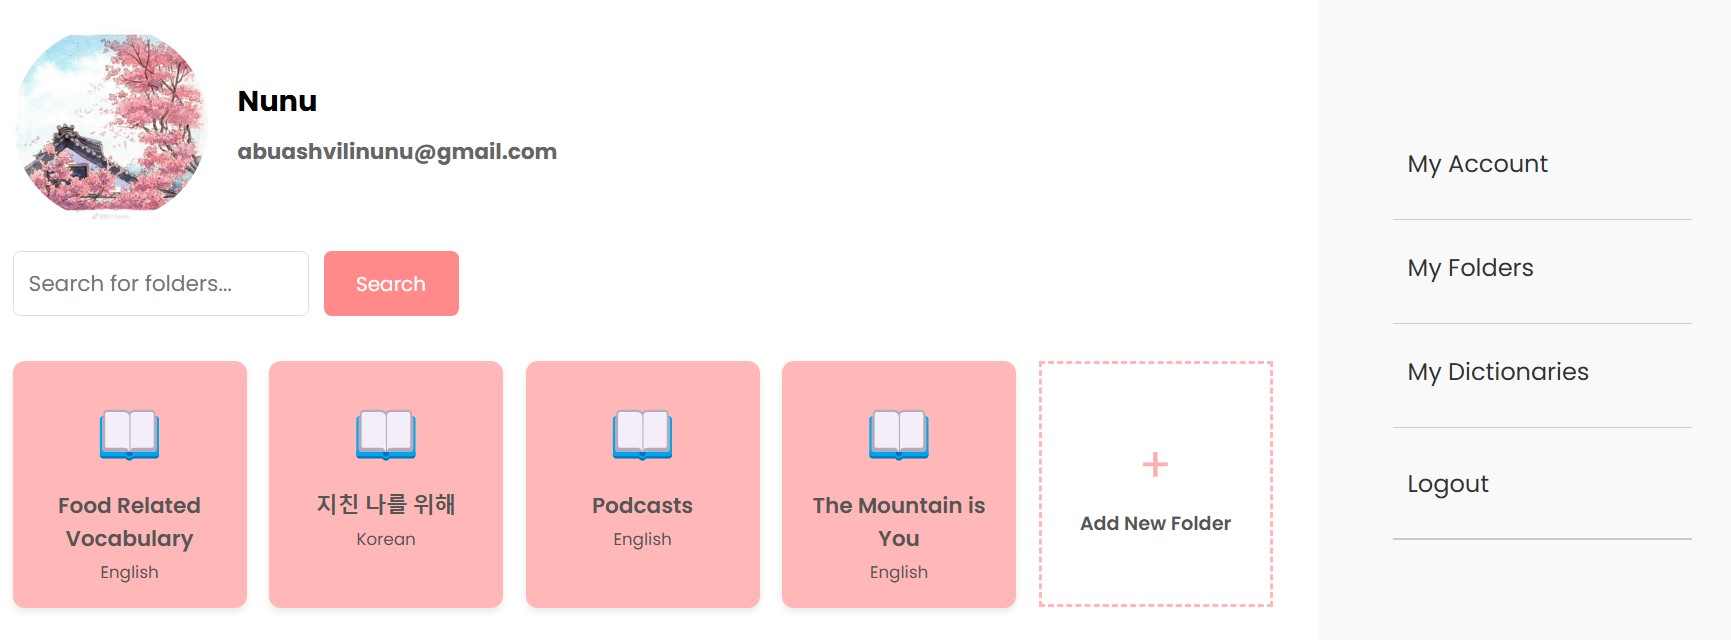 Nunu
abuashvilinunu@gmail.com
Search for folders...
Search
Food Related
Vocabulary
English
지친 나를 위해
Korean
Podcasts
English
The Mountain is
You
English
+
Add New Folder
My Account
My Folders
My Dictionaries
Logout